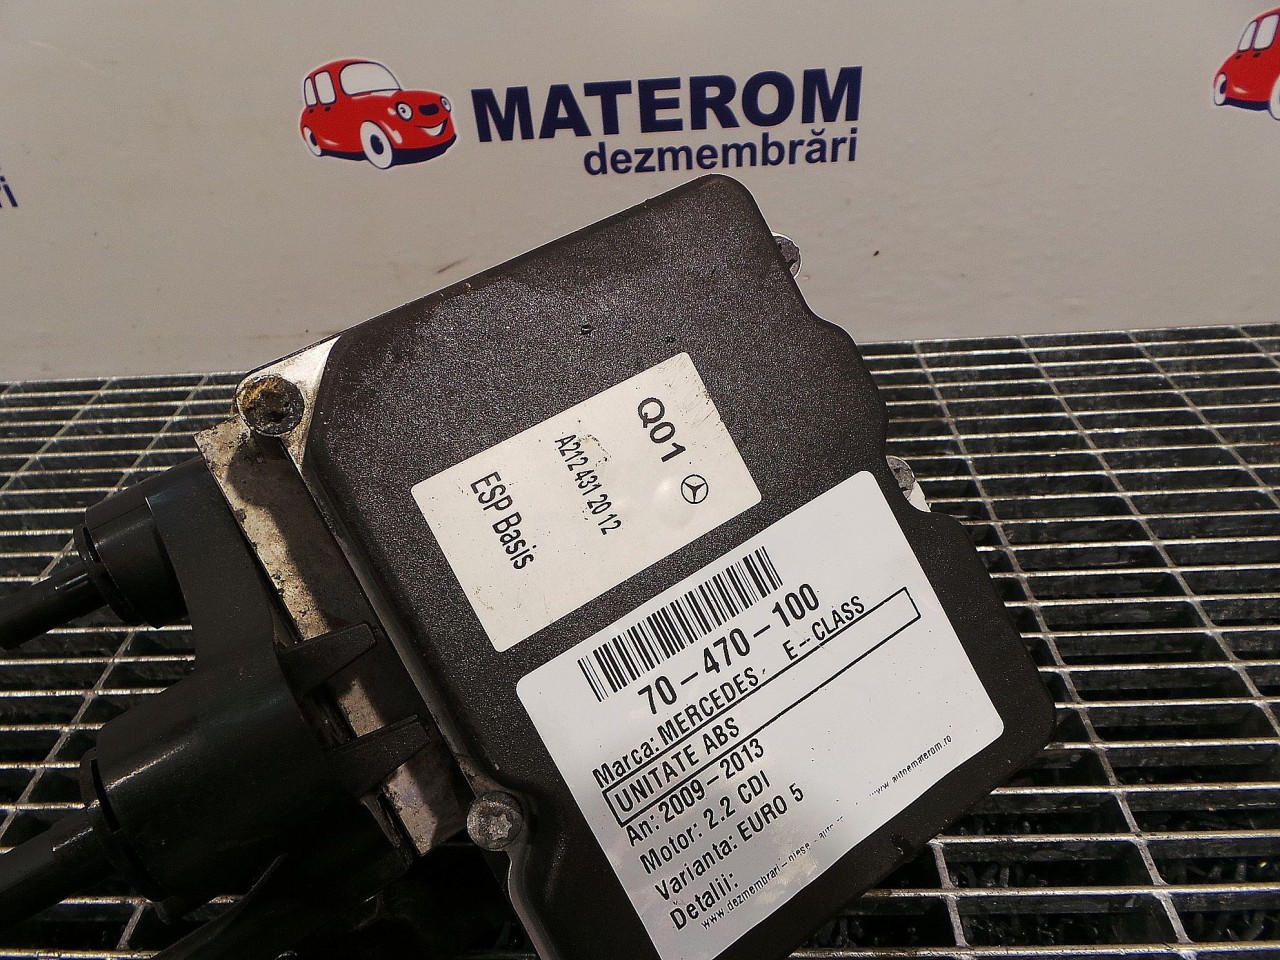 MATEROM
dezmembrări
ri
Q01
A212 431 20 12
ESP Basis
70-470-100
Marca: MERCEDES, E-CLASS
UNITATE ABS
An: 2009-2013
Motor: 2.2 CDI
Varianta: EURO 5
Detalii: